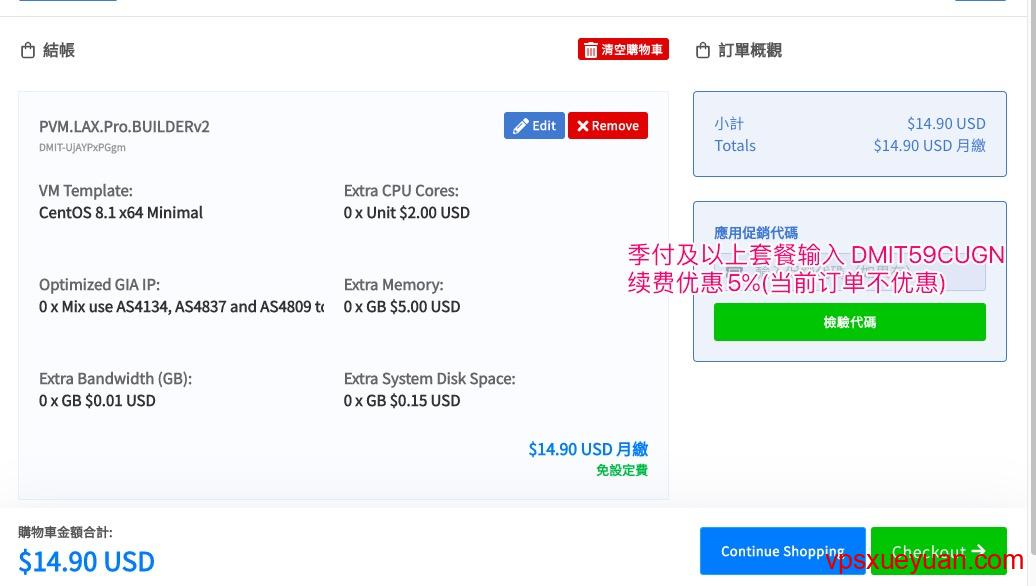 結帳
清空購物車
訂單概觀
PVM.LAX.Pro.BUILDERv2
DMIT-UjAYPxPGgm
Edit
Remove
小計 $14.90 USD
Totals $14.90 USD 月繳
VM Template:
CentOS 8.1 x64 Minimal
Extra CPU Cores:
0 x Unit $2.00 USD
應用促銷代碼
季付及以上套餐输入 DMIT59CUGN
续费优惠 5%(当前订单不优惠)
檢驗代碼
Optimized GIA IP:
0 x Mix use AS4134, AS4837 and AS4809 to
Extra Memory:
0 x GB $5.00 USD
Extra Bandwidth (GB):
0 x GB $0.01 USD
Extra System Disk Space:
0 x GB $0.15 USD
$14.90 USD 月繳
免設定費
購物車金額合計:
$14.90 USD
Continue Shopping
Checkout
vpsxueyuan.com